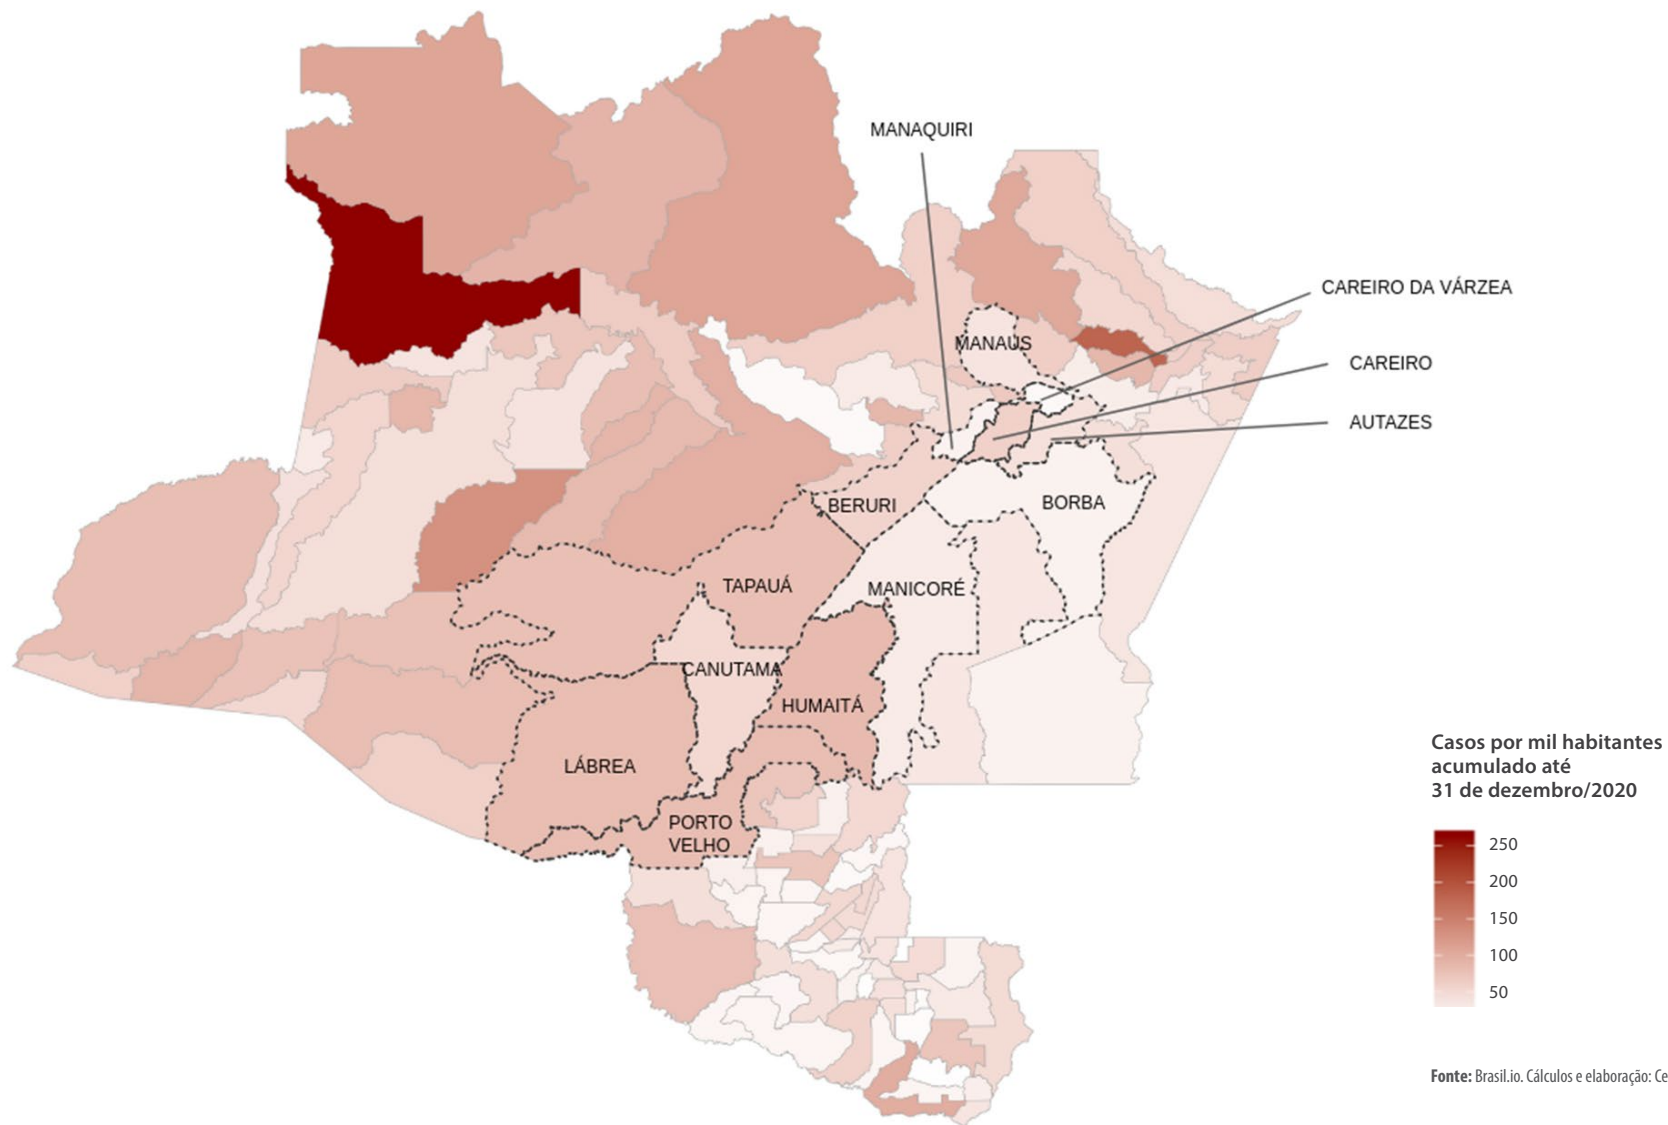 MANAQUIRI
CAREIRO DA VÁRZEA
MANAUS
CAREIRO
AUTAZES
BERURI
BORBA
TAPAUÁ
MANICORÉ
CANUTAMA
HUMAITÁ
LÁBREA
PORTO
VELHO
Casos por mil habitantes
acumulado até
31 de dezembro/2020
250
200
150
100
50
Fonte: Brasil.io. Cálculos e elaboração: Ce